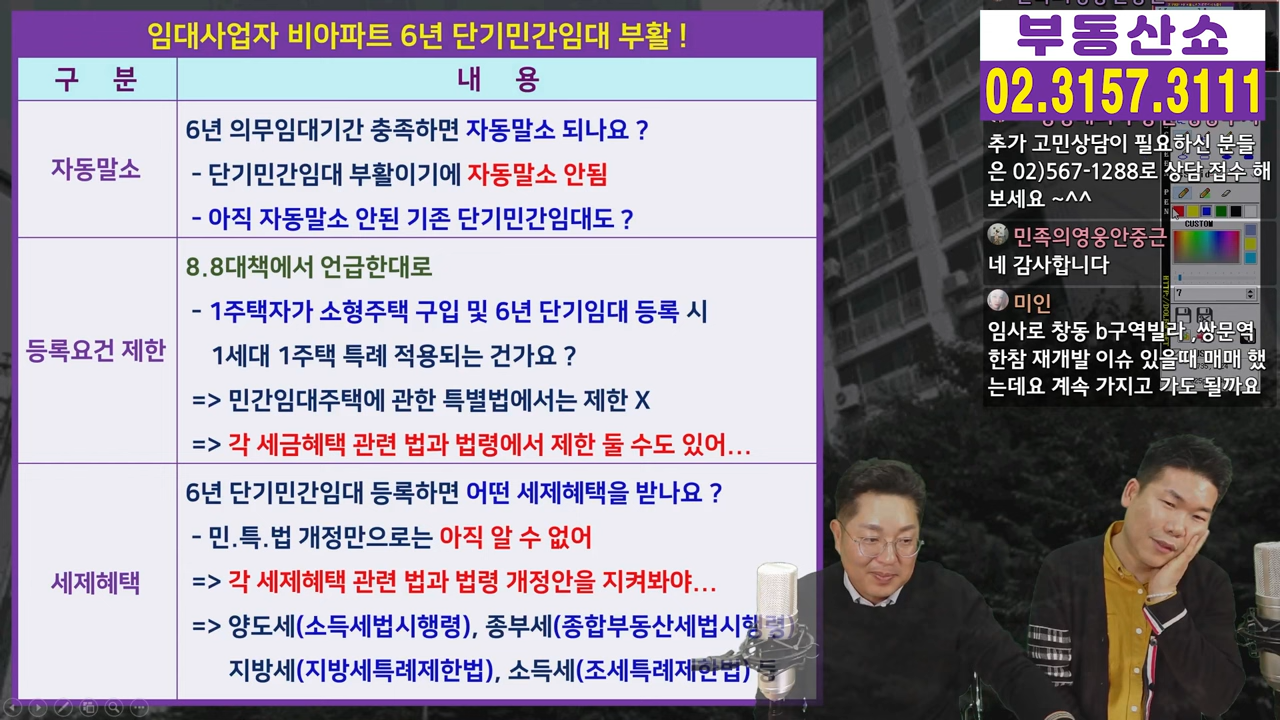 임대사업자 비아파트 6년 단기민간임대 부활 !
구 분
내 용
자동말소
6년 의무임대기간 충족하면 자동말소 되나요 ?
- 단기민간임대 부활이기에 자동말소 안됨
- 아직 자동말소 안된 기존 단기민간임대도 ?
등록요건 제한
8.8대책에서 언급한대로
- 1주택자가 소형주택 구입 및 6년 단기임대 등록 시
1세대 1주택 특례 적용되는 건가요 ?
=> 민간임대주택에 관한 특별법에서는 제한 X
=> 각 세금혜택 관련 법과 법령에서 제한 둘 수도 있어...
세제혜택
6년 단기민간임대 등록하면 어떤 세제혜택을 받나요 ?
- 민.특.법 개정만으로는 아직 알 수 없어
=> 각 세제혜택 관련 법과 법령 개정안을 지켜봐야...
=> 양도세(소득세법시행령), 종부세(종합부동산세법시행령)
지방세(지방세특례제한법), 소득세(조세특례제한법) 등
부동산쇼
02.3157.3111
추가 고민상담이 필요하신 분들
은 02)567-1288로 상담 접수 해
보세요 ~^^
민족의영웅안중근
네 감사합니다
미인
임사로 창동 b구역빌라 ,쌍문역
한참 재개발 이슈 있을때 매매 했
는데요 계속 가지고 가도 될까요
CUSTOM
7